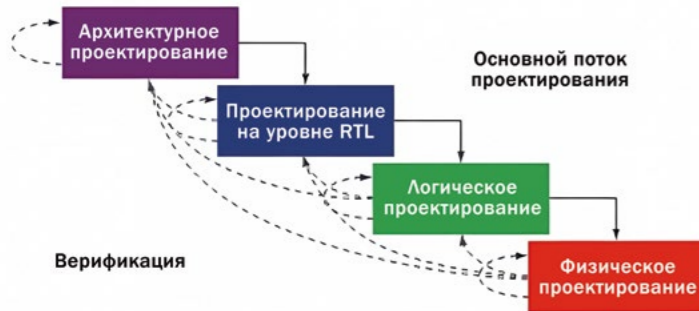 Архитектурное
проектирование
Основной поток
проектирования
Проектирование
на уровне RTL
Логическое
проектирование
Верификация
Физическое
проектирование